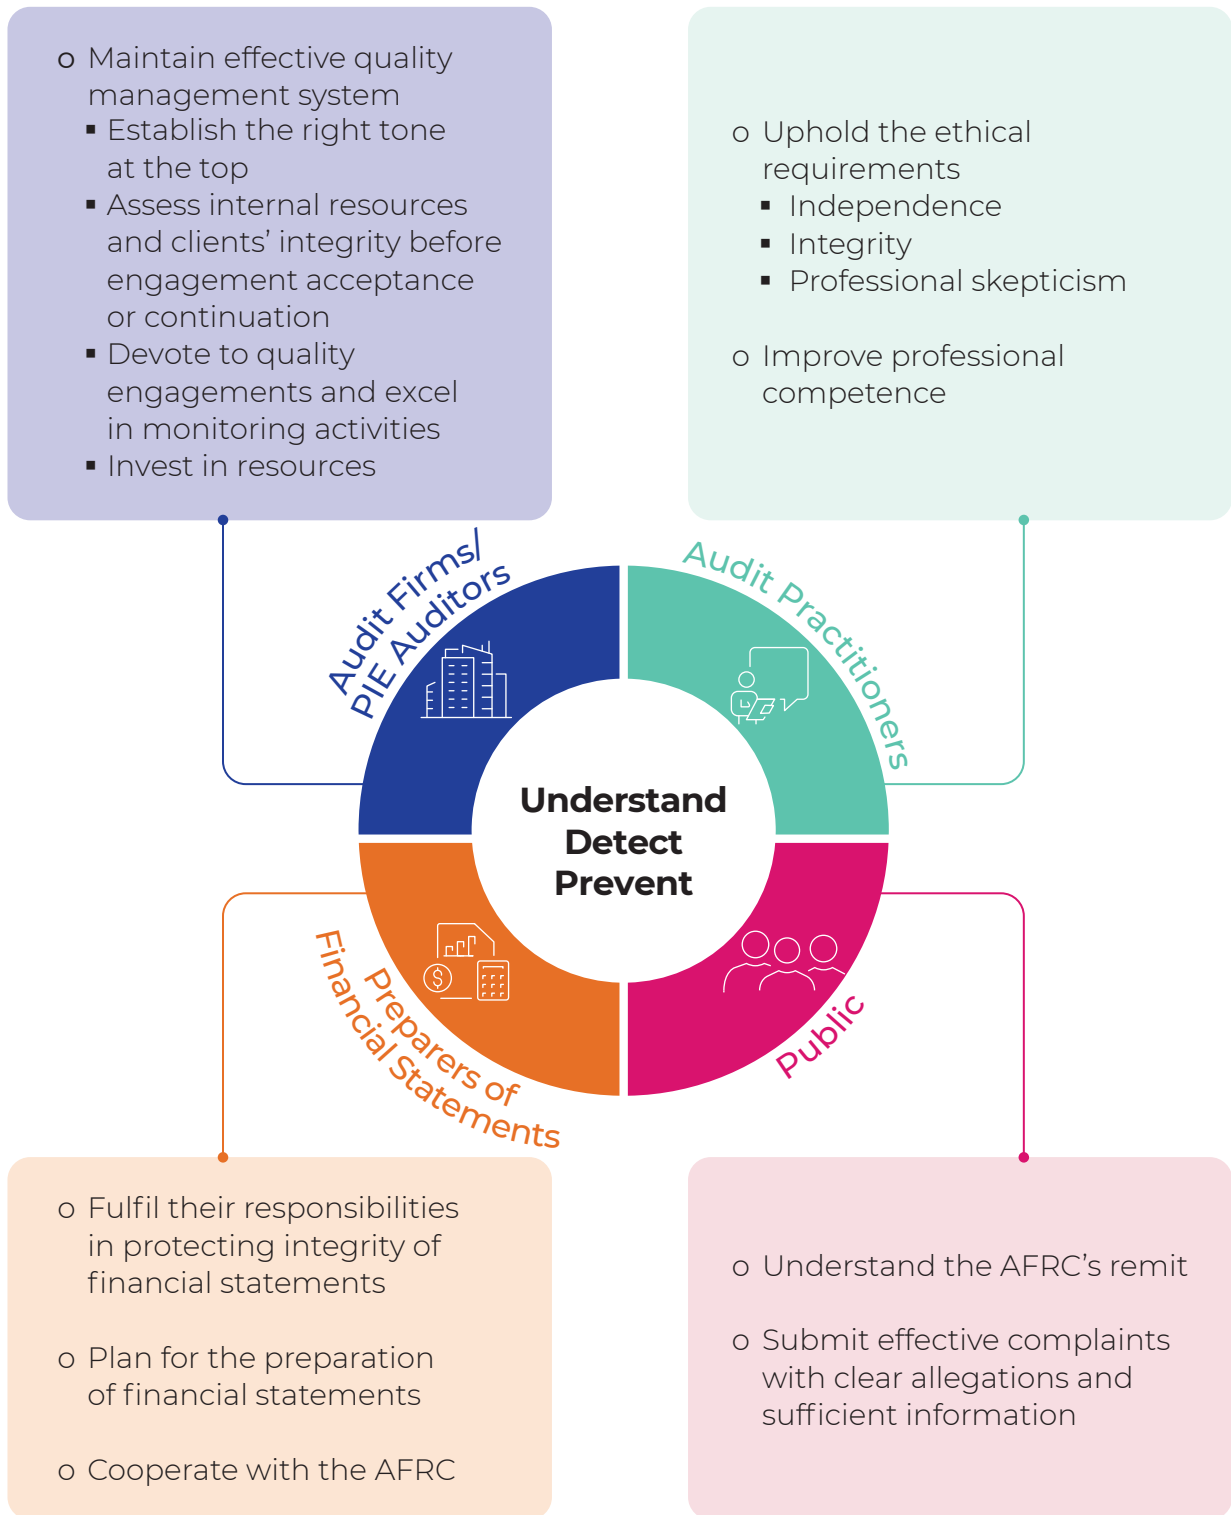 o Maintain effective quality
management system
▪ Establish the right tone
at the top
▪ Assess internal resources
and clients’ integrity before
engagement acceptance
or continuation
▪ Devote to quality
engagements and excel
in monitoring activities
▪ Invest in resources
o Uphold the ethical
requirements
▪ Independence
▪ Integrity
▪ Professional skepticism
o Improve professional
competence
Audit Firms/
PIE Auditors
Audit Practitioners
Understand
Detect
Prevent
Preparers of
Financial Statements
Public
o Fulfil their responsibilities
in protecting integrity of
financial statements
o Plan for the preparation
of financial statements
o Cooperate with the AFRC
o Understand the AFRC’s remit
o Submit effective complaints
with clear allegations and
sufficient information